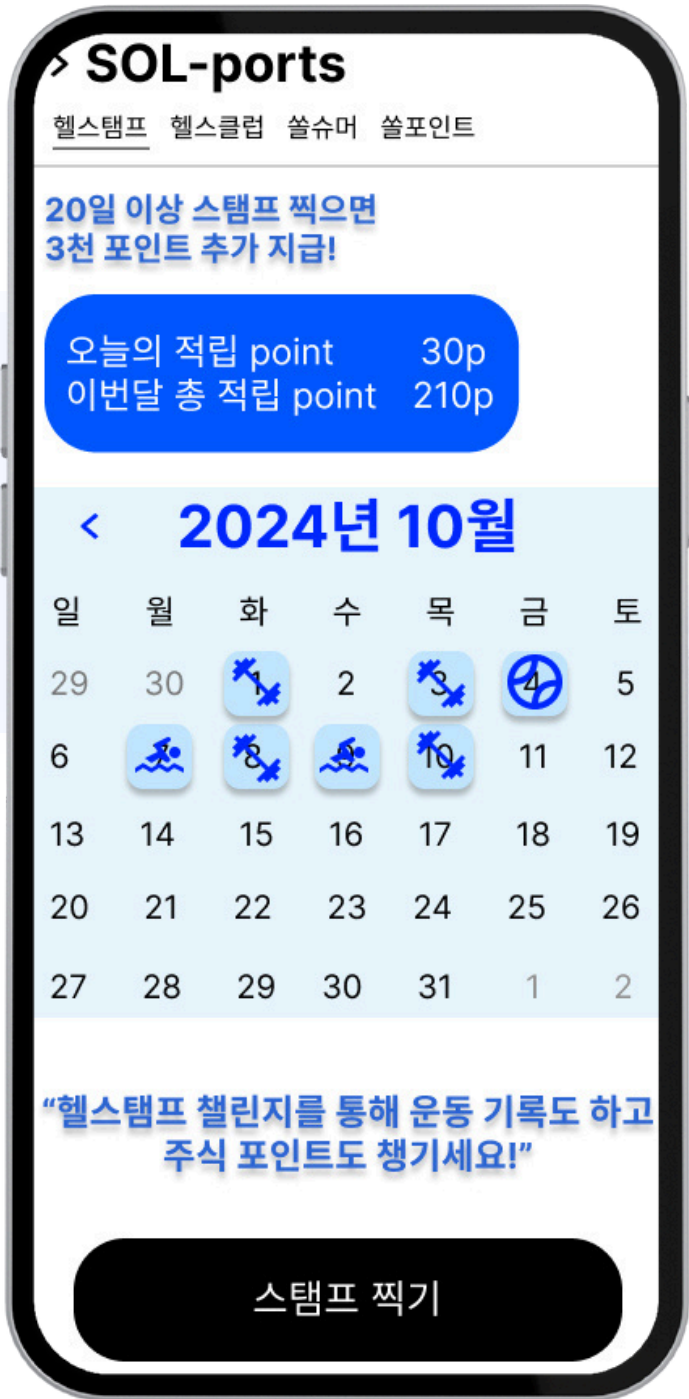 > SOL-ports
헬스탬프 헬스클럽 쏠슈머 쏠포인트
20일 이상 스탬프 찍으면
3천 포인트 추가 지급!
오늘의 적립 point 30p
이번달 총 적립 point 210p
< 2024년 10월
일 월 화 수 목 금 토
29 30 1 2 3 4 5
6 7 8 9 10 11 12
13 14 15 16 17 18 19
20 21 22 23 24 25 26
27 28 29 30 31 1 2
“헬스탬프 챌린지를 통해 운동 기록도 하고
주식 포인트도 챙기세요!”
스탬프 찍기